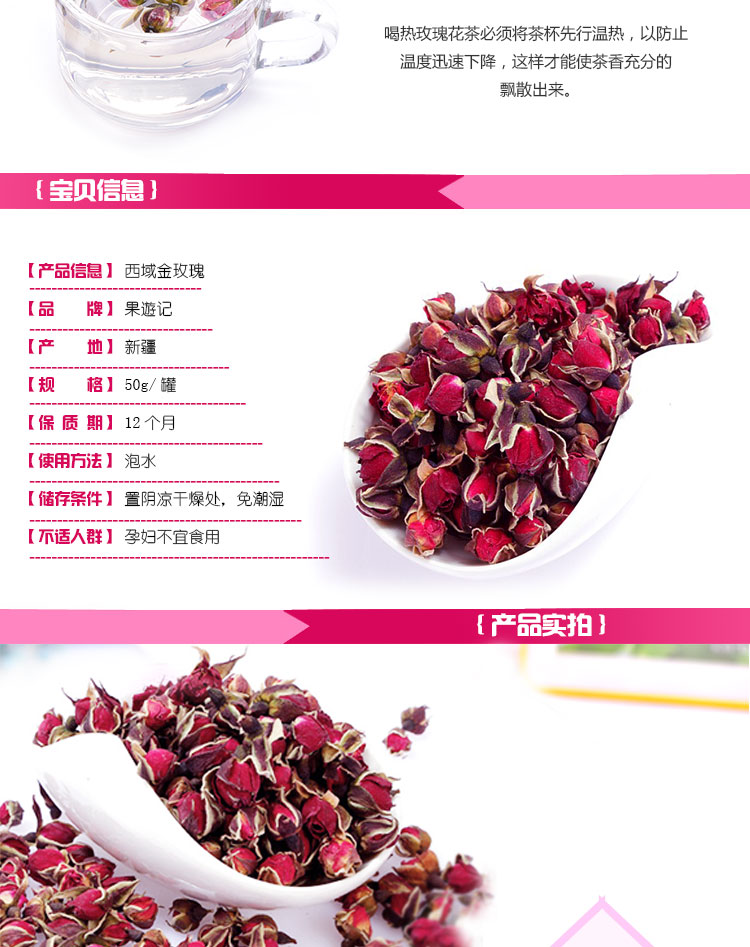 喝热玫瑰花茶必须将茶杯先行温热，以防止
温度迅速下降，这样才能使茶香充分的
飘散出来。
{ 宝贝信息 }
【产品信息】 西域金玫瑰
【品 牌】 果遊记
【产 地】 新疆
【规 格】 50g/罐
【保 质 期】 12个月
【使用方法】 泡水
【储存条件】 置阴凉干燥处，免潮湿
【不适人群】 孕妇不宜食用
{ 产品实拍 }